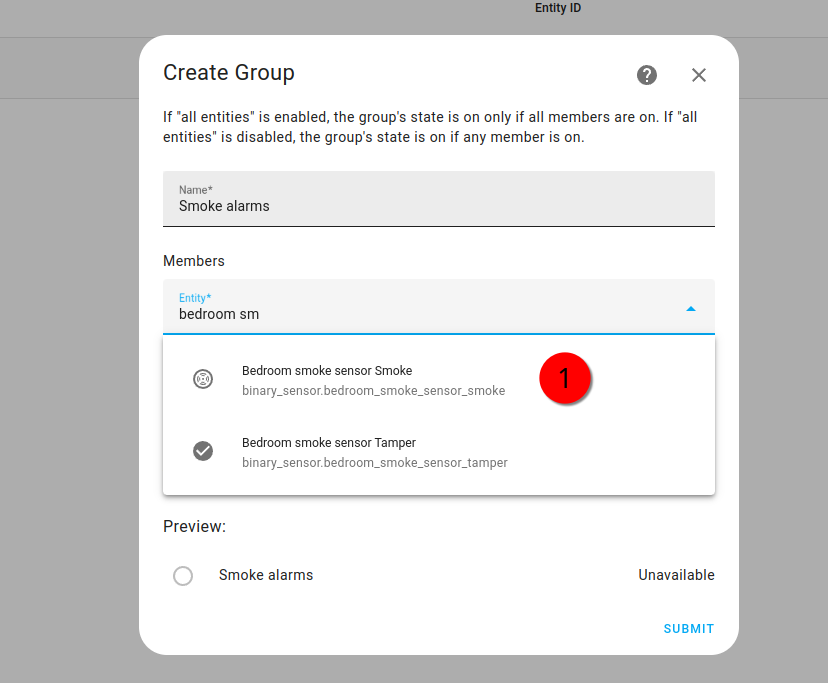 Entity ID
Create Group
?
If "all entities" is enabled, the group's state is on only if all members are on. If "all
entities" is disabled, the group's state is on if any member is on.
Name*
Smoke alarms
Members
Entity*
bedroom sm
Bedroom smoke sensor Smoke
binary_sensor.bedroom_smoke_sensor_smoke
1
Bedroom smoke sensor Tamper
binary_sensor.bedroom_smoke_sensor_tamper
Preview:
Smoke alarms Unavailable
SUBMIT